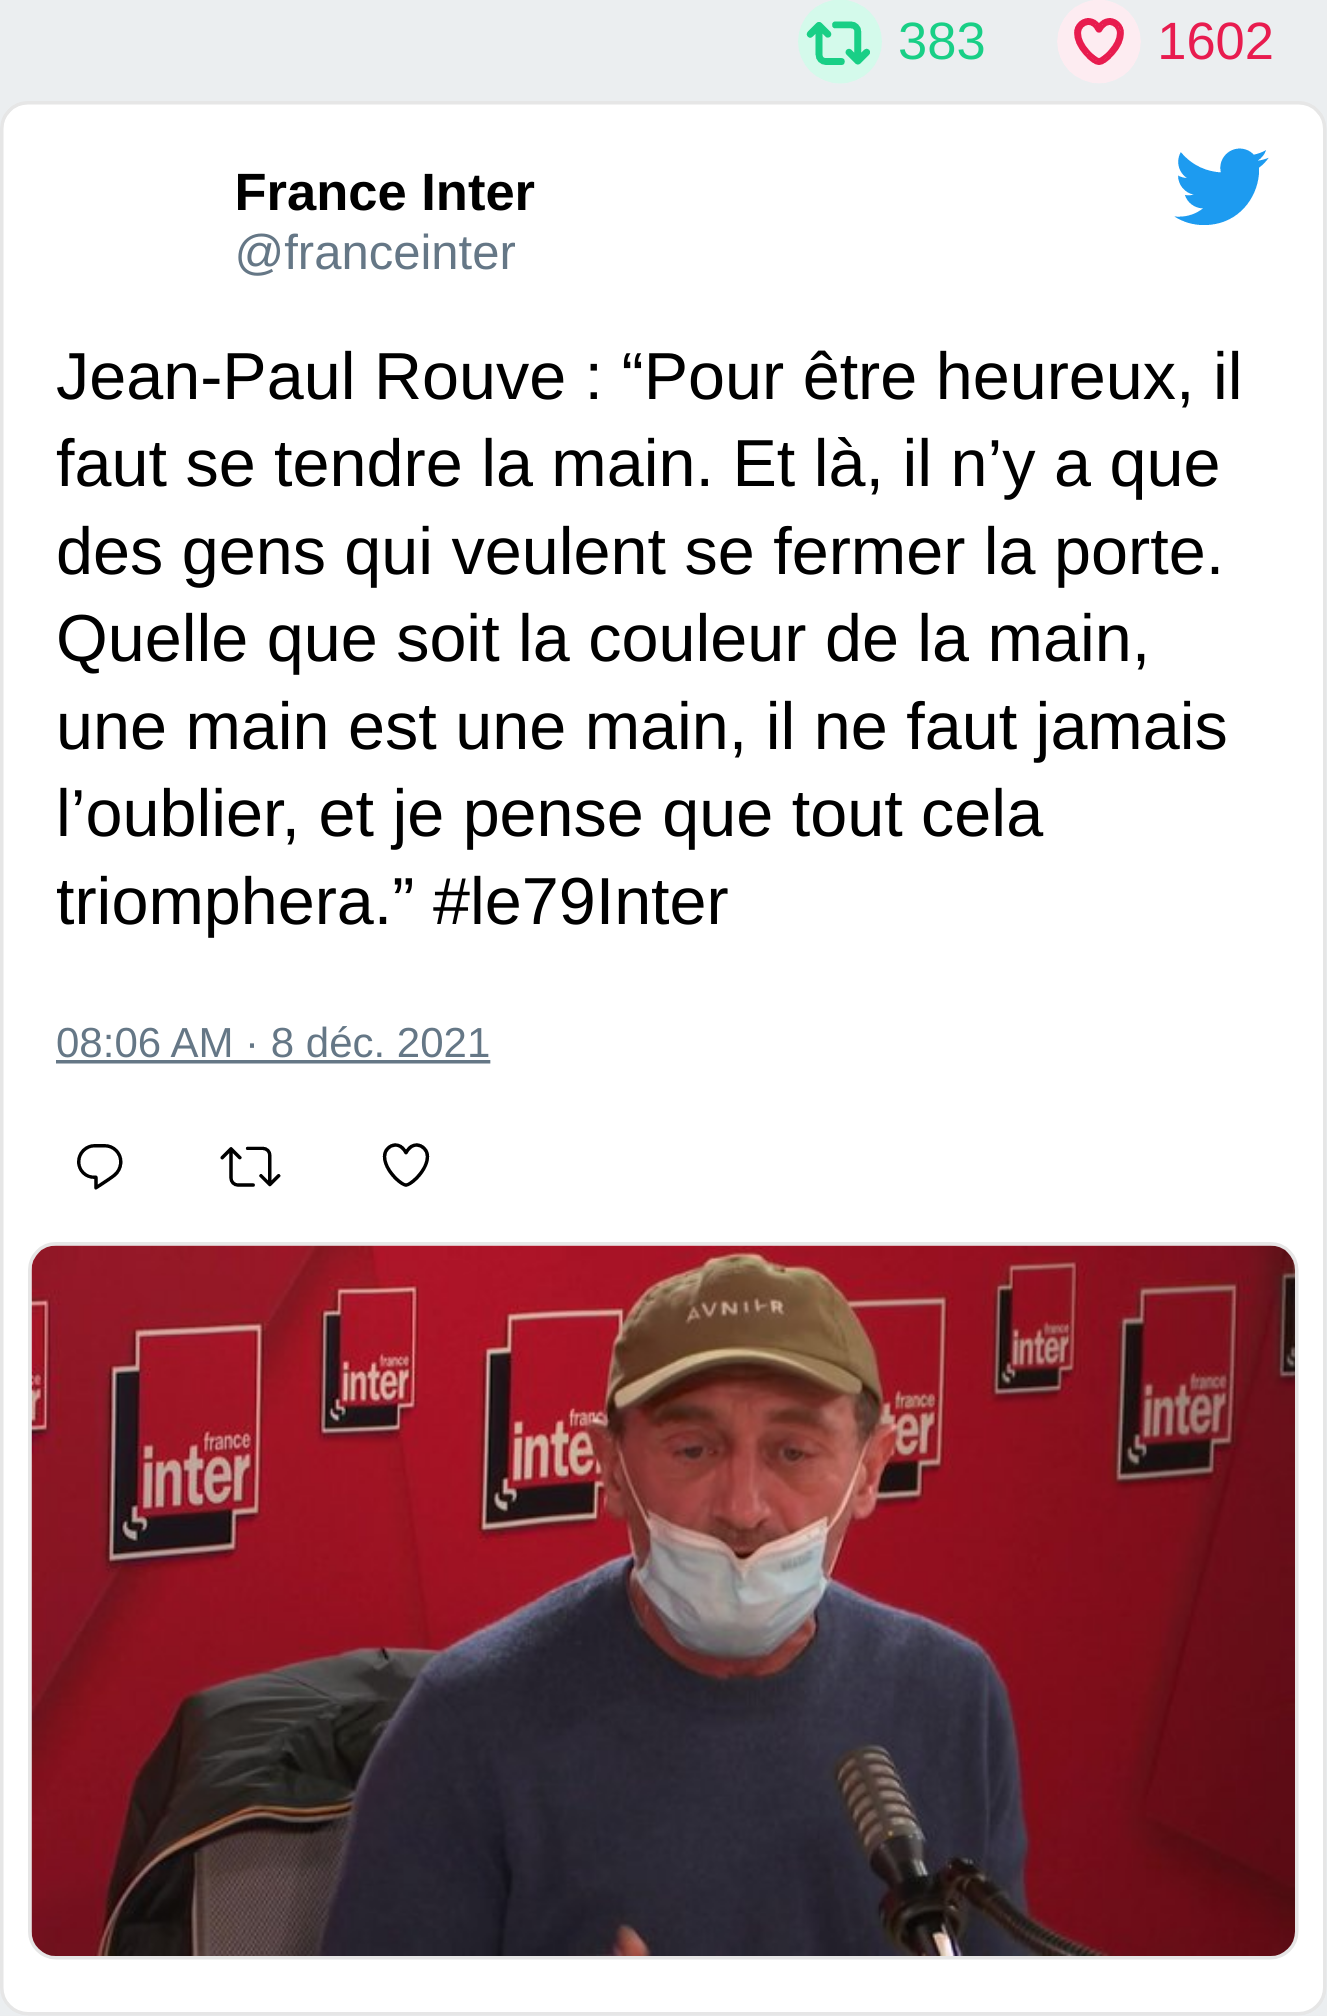 383 1602
France Inter
@franceinter
Jean-Paul Rouve : “Pour être heureux, il
faut se tendre la main. Et là, il n’y a que
des gens qui veulent se fermer la porte.
Quelle que soit la couleur de la main,
une main est une main, il ne faut jamais
l’oublier, et je pense que tout cela
triomphera.” #le79Inter
08:06 AM · 8 déc. 2021
AVNIER
france
inter
france
inter
france
inter
france
inter
france
inter